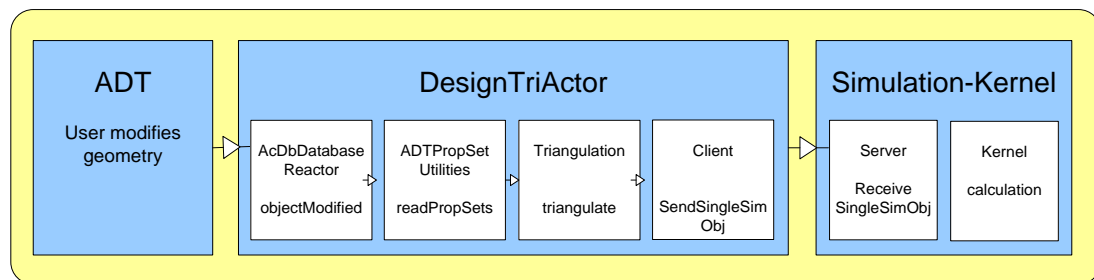 ADT
User modifies
geometry
DesignTriActor
AcDbDatabase
Reactor
objectModified
ADTPropSet
Utilities
readPropSets
Triangulation
triangulate
Client
SendSingleSim
Obj
Simulation-Kernel
Server
Receive
SingleSimObj
Kernel
calculation